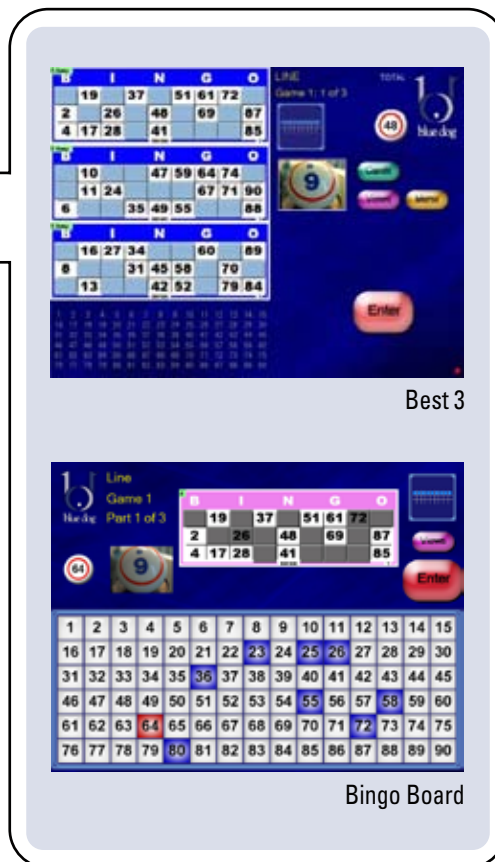 B I N G O
19 37 51 61 72
2 26 48 69 87
4 17 28 41 85
B I N G O
10 47 59 64 74
11 24 67 71 90
6 35 49 55 88
B I N G O
16 27 34 60 89
8 31 45 58 70
13 42 52 79 84
LINE
Game 1: 1 of 3
TOTAL
48
blue dog
9
Cards
Views
Menu
Enter
Best 3
blue dog
Line
Game 1
Part 1 of 3
64
9
B I N G O
19 37 51 61 72
2 26 48 69 87
4 17 28 41 85
Views
Enter
1 2 3 4 5 6 7 8 9 10 11 12 13 14 15
16 17 18 19 20 21 22 23 24 25 26 27 28 29 30
31 32 33 34 35 36 37 38 39 40 41 42 43 44 45
46 47 48 49 50 51 52 53 54 55 56 57 58 59 60
61 62 63 64 65 66 67 68 69 70 71 72 73 74 75
76 77 78 79 80 81 82 83 84 85 86 87 88 89 90
Bingo Board